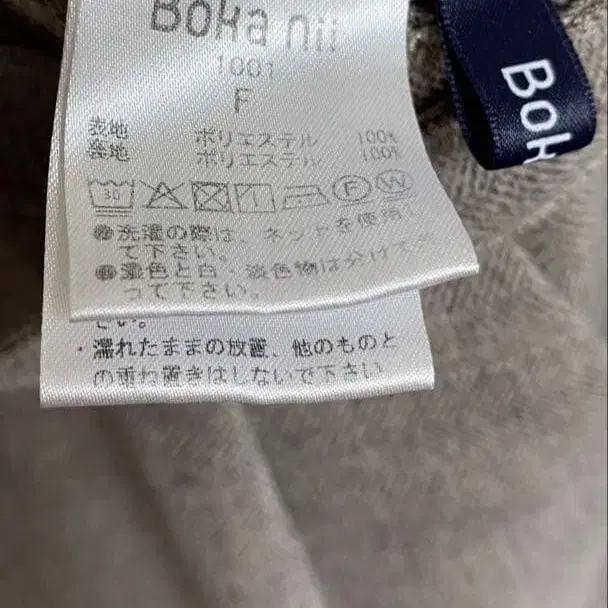 Boka nii
1001
F
表地 ポリエステル 100%
裏地 ポリエステル 100%
30 F W
●洗濯の際は、ネットを使用し
て下さい。
●濃色と白・淡色物は分けて洗
って下さい。
さい。
・濡れたままの放置、他のものと
の重ね置きはしないで下さい
Bok